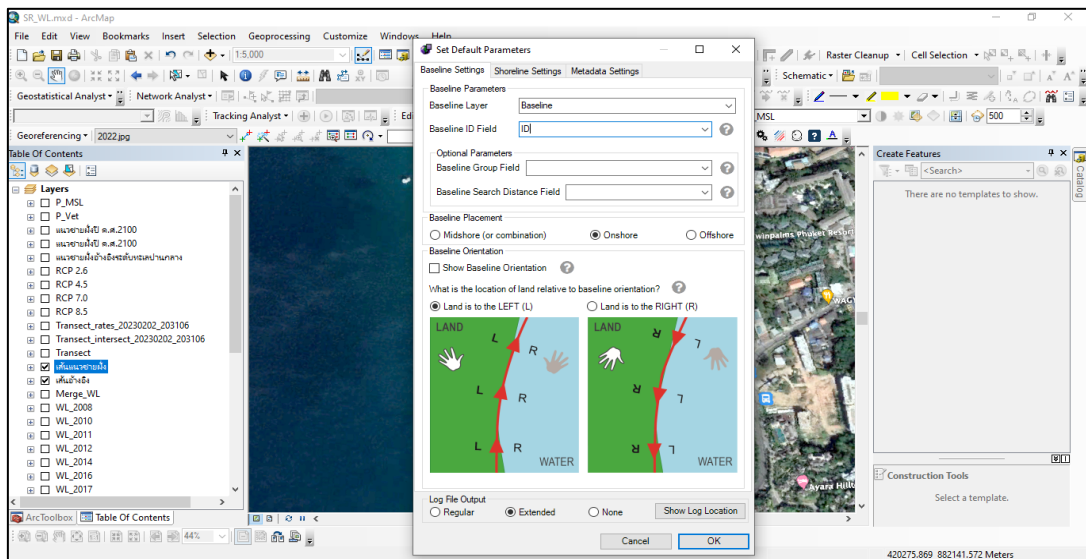 SR_WL.mxd - ArcMap
File Edit View Bookmarks Insert Selection Geoprocessing Customize Windows Help
1:5,000
Raster Cleanup Cell Selection
Schematic
Geostatistical Analyst Network Analyst
Tracking Analyst
MSL
500
Georeferencing 2022.jpg
Table Of Contents
Layers
P_MSL
P_Vet
แนวชายฝั่งปี ค.ศ.2100
แนวชายฝั่งปี ค.ศ.2100
แนวชายฝั่งอ้างอิงระดับทะเลปานกลาง
RCP 2.6
RCP 4.5
RCP 7.0
RCP 8.5
Transect_rates_20230202_203106
Transect_intersect_20230202_203106
Transect
เส้นแนวชายฝั่ง
เส้นอ้างอิง
Merge_WL
WL_2008
WL_2010
WL_2011
WL_2012
WL_2014
WL_2016
WL_2017
ArcToolbox Table Of Contents
44%
Set Default Parameters
Baseline Settings Shoreline Settings Metadata Settings
Baseline Parameters
Baseline Layer Baseline
Baseline ID Field ID
Optional Parameters
Baseline Group Field
Baseline Search Distance Field
Baseline Placement
Midshore (or combination) Onshore Offshore
Baseline Orientation
Show Baseline Orientation
What is the location of land relative to baseline orientation?
Land is to the LEFT (L) Land is to the RIGHT (R)
LAND
L R
L R
L R
WATER
LAND
R L
R L
R L
WATER
Log File Output
Regular Extended None Show Log Location
Cancel OK
winpalms Phuket Resort
WAGY
Ayara Hillt
Create Features
<Search>
There are no templates to show.
Catalog
Construction Tools
Select a template.
420275.869 882141.572 Meters